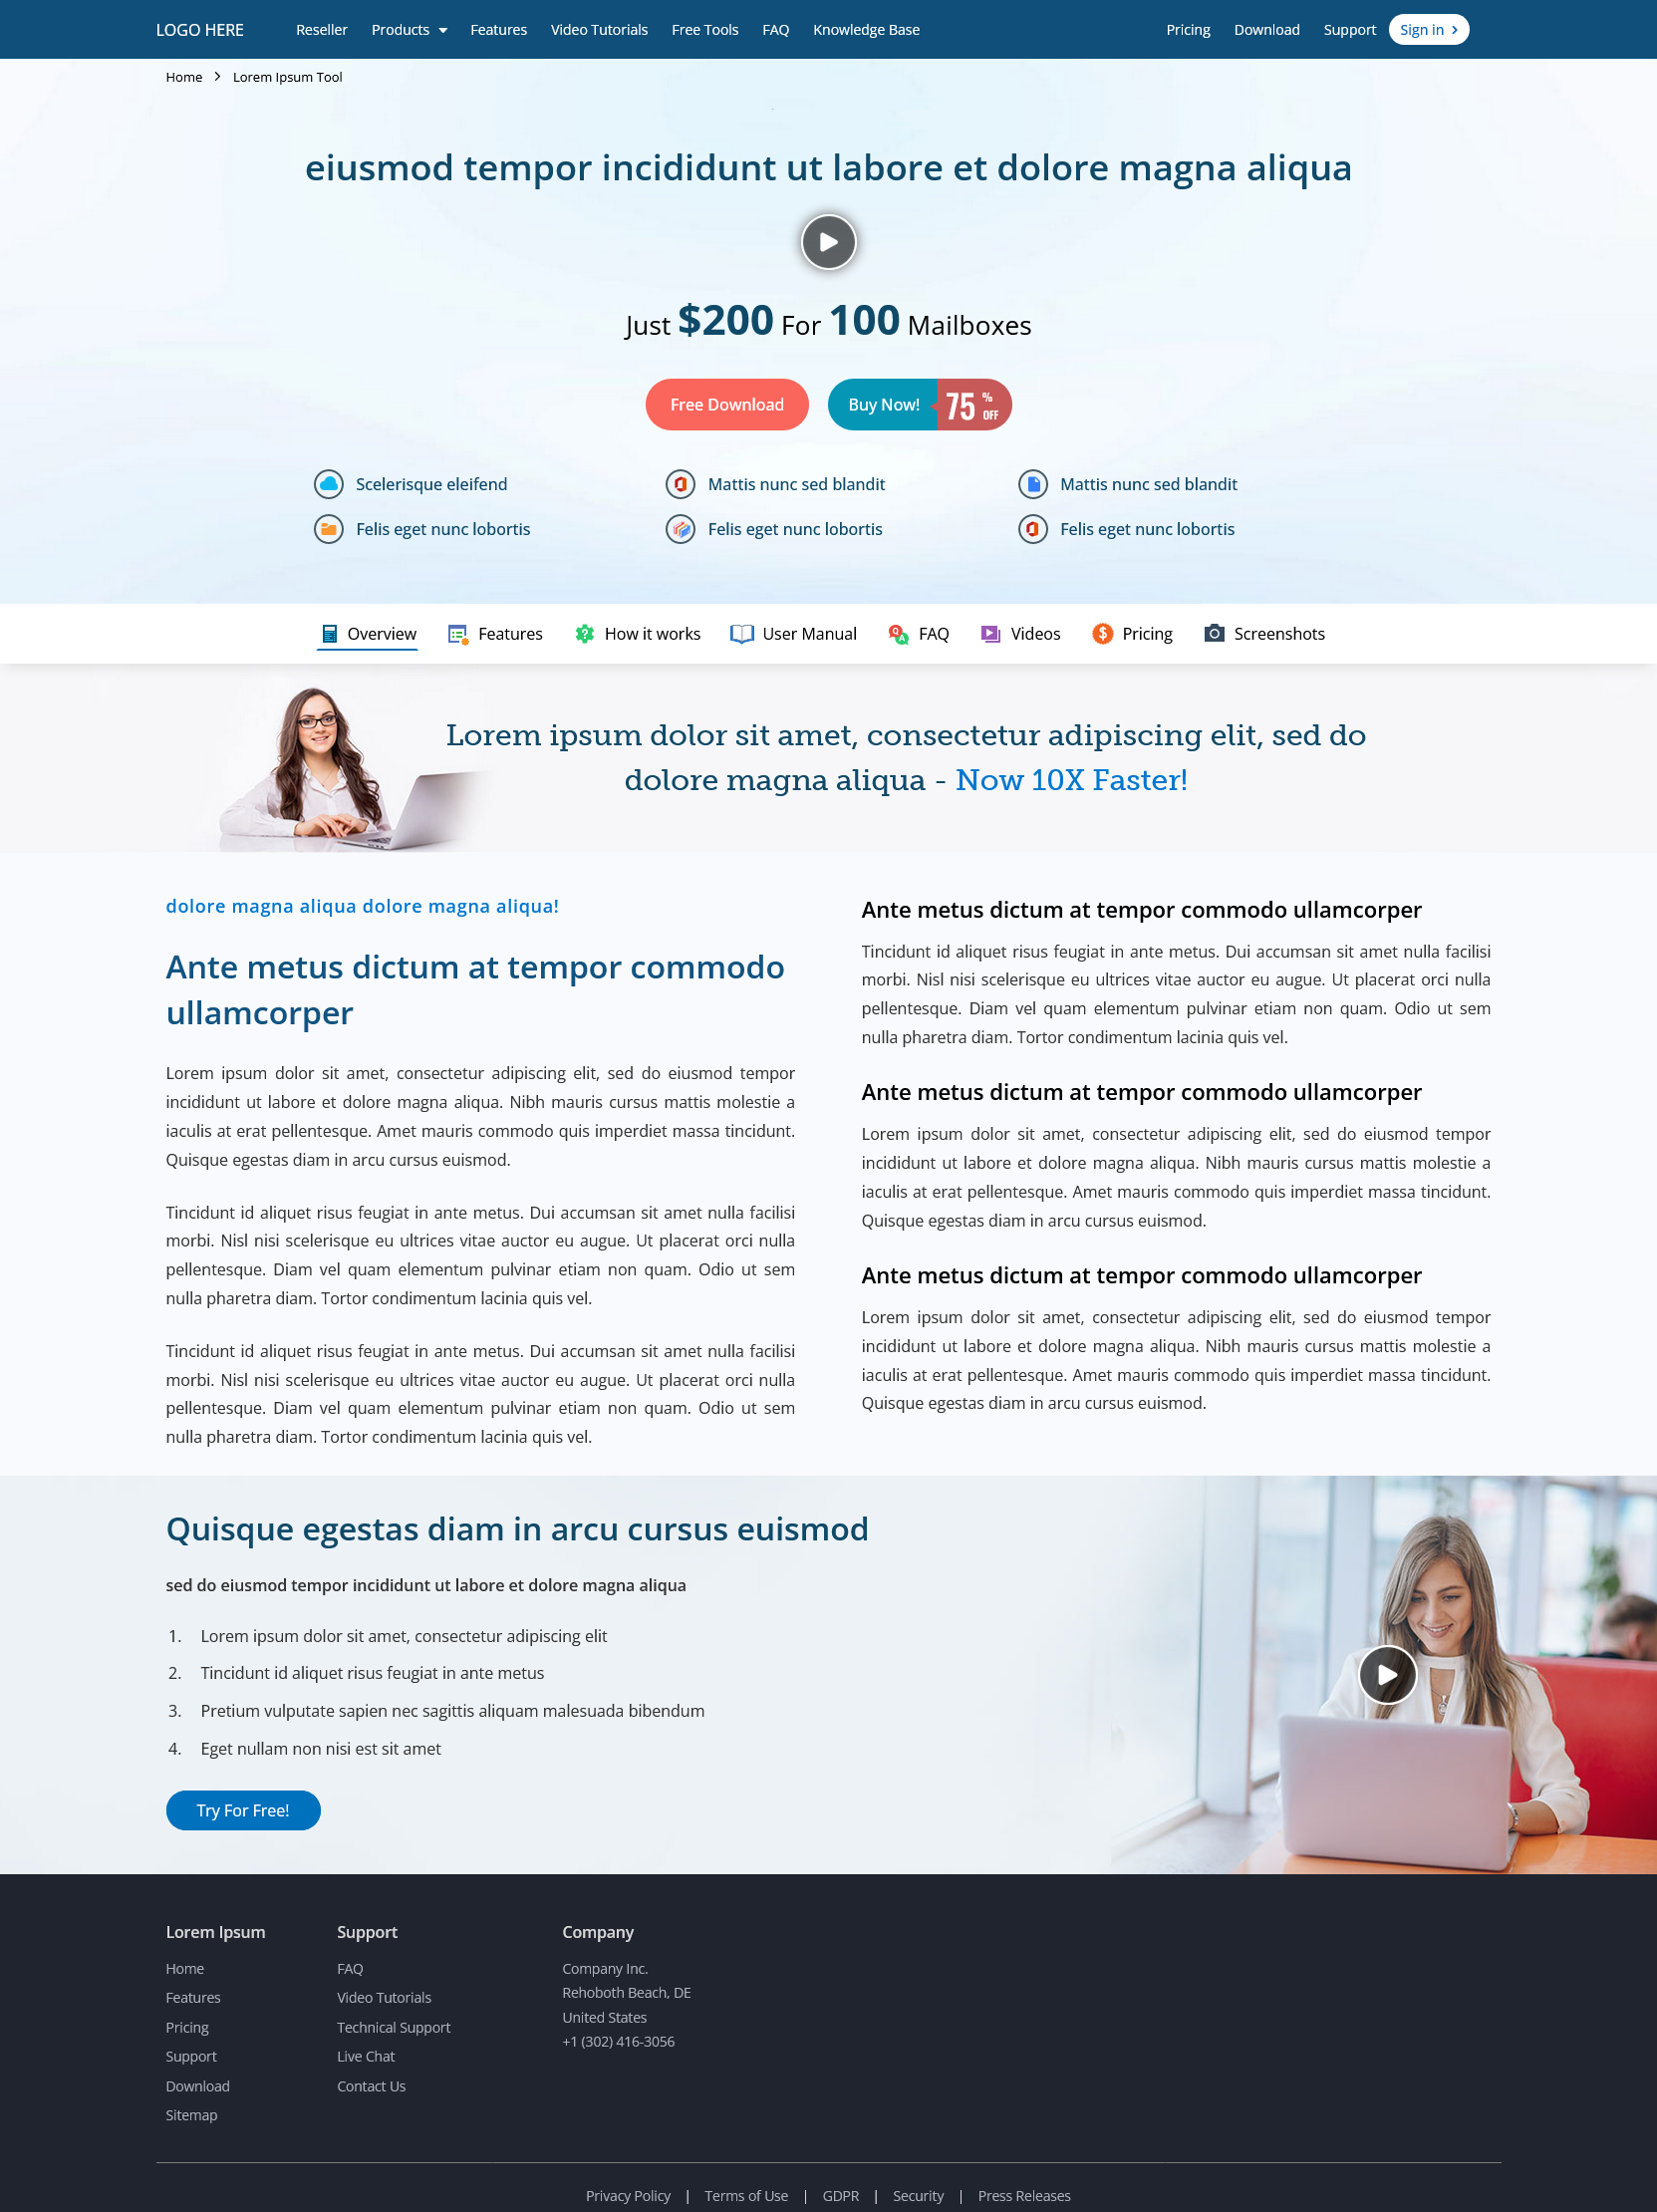 LOGO HERE Reseller Products Features Video Tutorials Free Tools FAQ Knowledge Base Pricing Download Support Sign in
Home Lorem Ipsum Tool
eiusmod tempor incididunt ut labore et dolore magna aliqua
Just $200 For 100 Mailboxes
Free Download Buy Now! 75 % OFF
Scelerisque eleifend Mattis nunc sed blandit Mattis nunc sed blandit
Felis eget nunc lobortis Felis eget nunc lobortis Felis eget nunc lobortis
Overview Features How it works User Manual FAQ Videos Pricing Screenshots
Lorem ipsum dolor sit amet, consectetur adipiscing elit, sed do
dolore magna aliqua - Now 10X Faster!
dolore magna aliqua dolore magna aliqua!
Ante metus dictum at tempor commodo
ullamcorper
Lorem ipsum dolor sit amet, consectetur adipiscing elit, sed do eiusmod tempor
incididunt ut labore et dolore magna aliqua. Nibh mauris cursus mattis molestie a
iaculis at erat pellentesque. Amet mauris commodo quis imperdiet massa tincidunt.
Quisque egestas diam in arcu cursus euismod.
Tincidunt id aliquet risus feugiat in ante metus. Dui accumsan sit amet nulla facilisi
morbi. Nisl nisi scelerisque eu ultrices vitae auctor eu augue. Ut placerat orci nulla
pellentesque. Diam vel quam elementum pulvinar etiam non quam. Odio ut sem
nulla pharetra diam. Tortor condimentum lacinia quis vel.
Tincidunt id aliquet risus feugiat in ante metus. Dui accumsan sit amet nulla facilisi
morbi. Nisl nisi scelerisque eu ultrices vitae auctor eu augue. Ut placerat orci nulla
pellentesque. Diam vel quam elementum pulvinar etiam non quam. Odio ut sem
nulla pharetra diam. Tortor condimentum lacinia quis vel.
Ante metus dictum at tempor commodo ullamcorper
Tincidunt id aliquet risus feugiat in ante metus. Dui accumsan sit amet nulla facilisi
morbi. Nisl nisi scelerisque eu ultrices vitae auctor eu augue. Ut placerat orci nulla
pellentesque. Diam vel quam elementum pulvinar etiam non quam. Odio ut sem
nulla pharetra diam. Tortor condimentum lacinia quis vel.
Ante metus dictum at tempor commodo ullamcorper
Lorem ipsum dolor sit amet, consectetur adipiscing elit, sed do eiusmod tempor
incididunt ut labore et dolore magna aliqua. Nibh mauris cursus mattis molestie a
iaculis at erat pellentesque. Amet mauris commodo quis imperdiet massa tincidunt.
Quisque egestas diam in arcu cursus euismod.
Ante metus dictum at tempor commodo ullamcorper
Lorem ipsum dolor sit amet, consectetur adipiscing elit, sed do eiusmod tempor
incididunt ut labore et dolore magna aliqua. Nibh mauris cursus mattis molestie a
iaculis at erat pellentesque. Amet mauris commodo quis imperdiet massa tincidunt.
Quisque egestas diam in arcu cursus euismod.
Quisque egestas diam in arcu cursus euismod
sed do eiusmod tempor incididunt ut labore et dolore magna aliqua
1. Lorem ipsum dolor sit amet, consectetur adipiscing elit
2. Tincidunt id aliquet risus feugiat in ante metus
3. Pretium vulputate sapien nec sagittis aliquam malesuada bibendum
4. Eget nullam non nisi est sit amet
Try For Free!
Lorem Ipsum
Home
Features
Pricing
Support
Download
Sitemap
Support
FAQ
Video Tutorials
Technical Support
Live Chat
Contact Us
Company
Company Inc.
Rehoboth Beach, DE
United States
+1 (302) 416-3056
Privacy Policy | Terms of Use | GDPR | Security | Press Releases